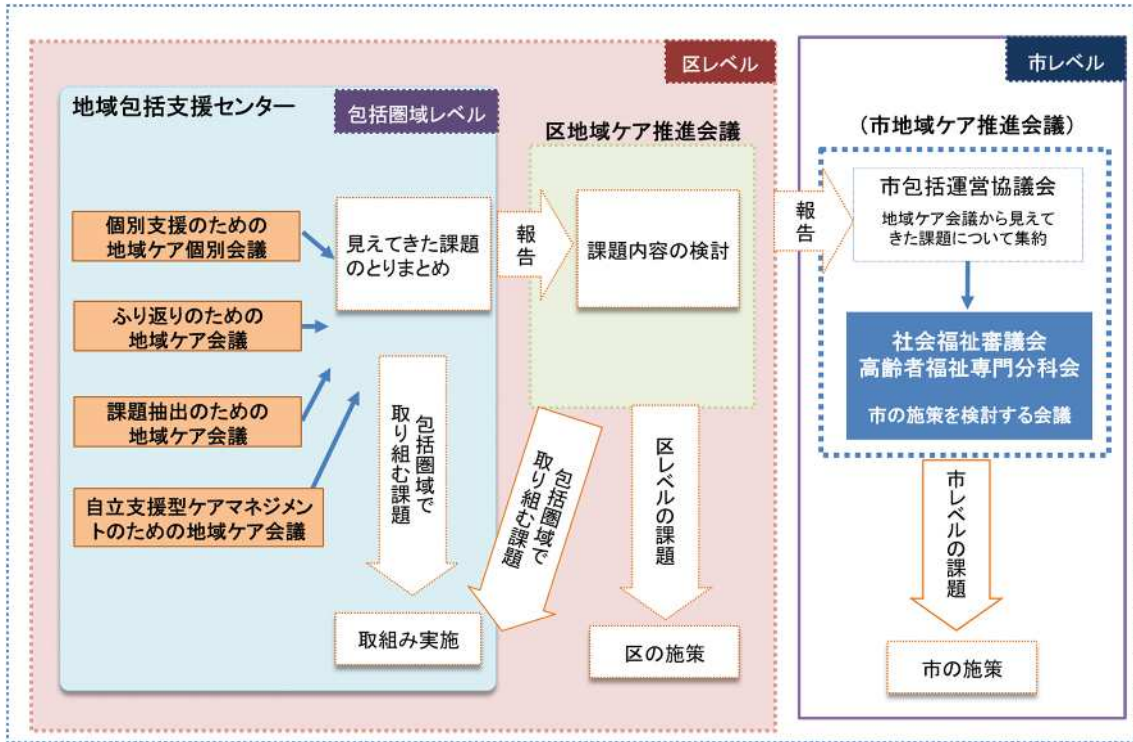 区レベル
市レベル
地域包括支援センター
包括圏域レベル
個別支援のための
地域ケア個別会議
ふり返りのための
地域ケア会議
課題抽出のための
地域ケア会議
自立支援型ケアマネジメン
トのための地域ケア会議
見えてきた課題
のとりまとめ
包括圏域で
取り組む課題
取組み実施
報告
区地域ケア推進会議
課題内容の検討
包括圏域で
取り組む課題
区レベルの課題
区の施策
報告
(市地域ケア推進会議)
市包括運営協議会
地域ケア会議から見えて
きた課題について集約
社会福祉審議会
高齢者福祉専門分科会
市の施策を検討する会議
市レベルの課題
市の施策